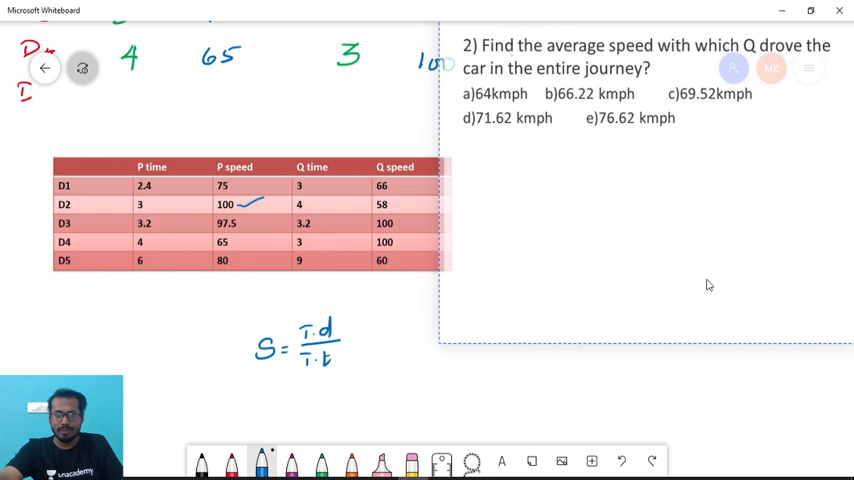 Microsoft Whiteboard
D4 4 65 3 100
2) Find the average speed with which Q drove the
car in the entire journey?
MK
a)64kmph b)66.22 kmph c)69.52kmph
d)71.62 kmph e)76.62 kmph
P time P speed Q time Q speed
D1 2.4 75 3 66
D2 3 100 4 58
D3 3.2 97.5 3.2 100
D4 4 65 3 100
D5 6 80 9 60
S = T.d
T.t
unacademy
A